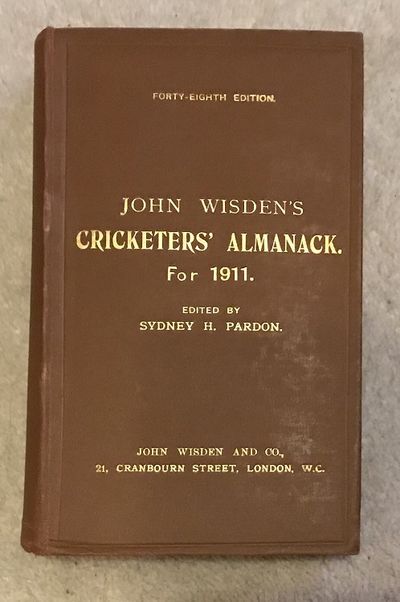 FORTY-EIGHTH EDITION.
JOHN WISDEN'S
CRICKETERS' ALMANACK.
For 1911.
EDITED BY
SYDNEY H. PARDON.
JOHN WISDEN AND CO.,
21, CRANBOURN STREET, LONDON, W.C.